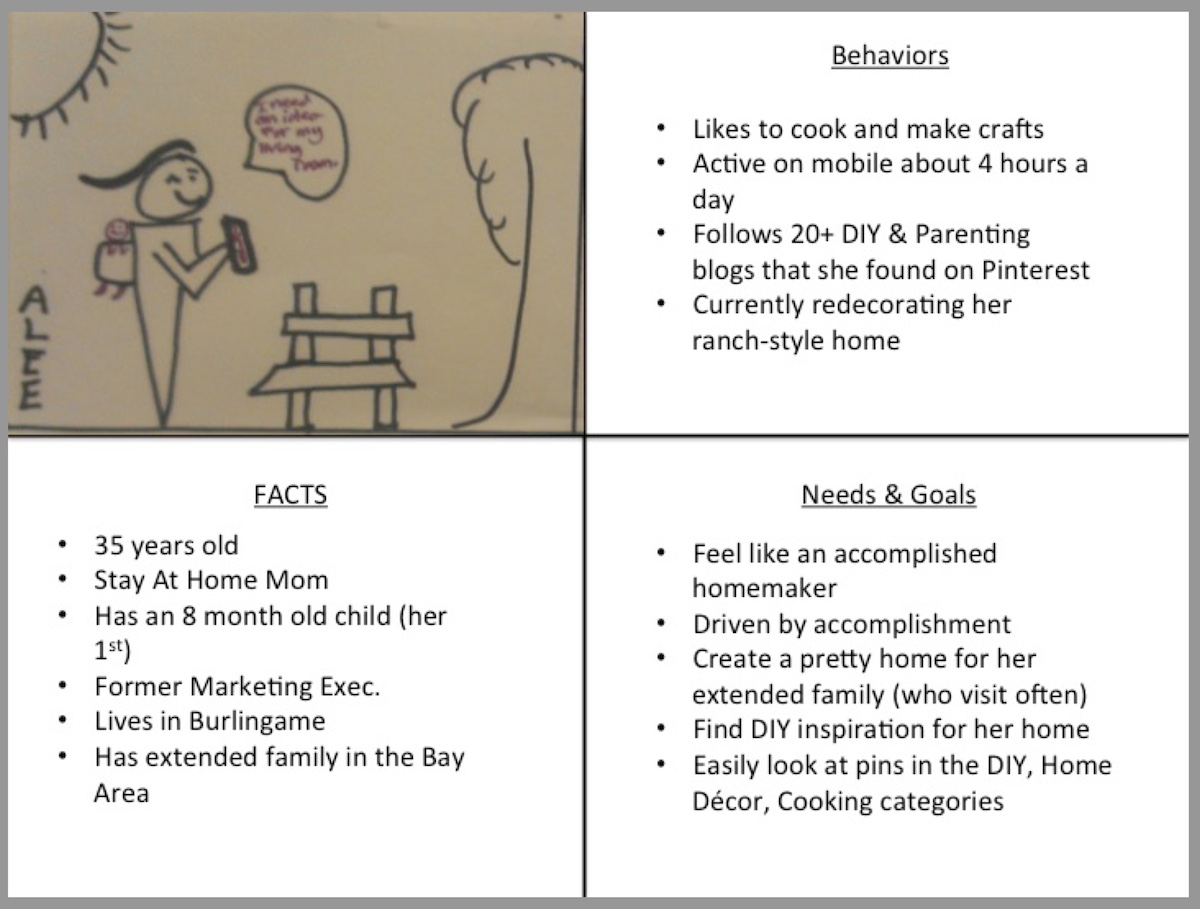 I need
an idea
for my
living
room.
ALEE
Behaviors
• Likes to cook and make crafts
• Active on mobile about 4 hours a
day
• Follows 20+ DIY & Parenting
blogs that she found on Pinterest
• Currently redecorating her
ranch-style home
FACTS
• 35 years old
• Stay At Home Mom
• Has an 8 month old child (her
1st)
• Former Marketing Exec.
• Lives in Burlingame
• Has extended family in the Bay
Area
Needs & Goals
• Feel like an accomplished
homemaker
• Driven by accomplishment
• Create a pretty home for her
extended family (who visit often)
• Find DIY inspiration for her home
• Easily look at pins in the DIY, Home
Décor, Cooking categories